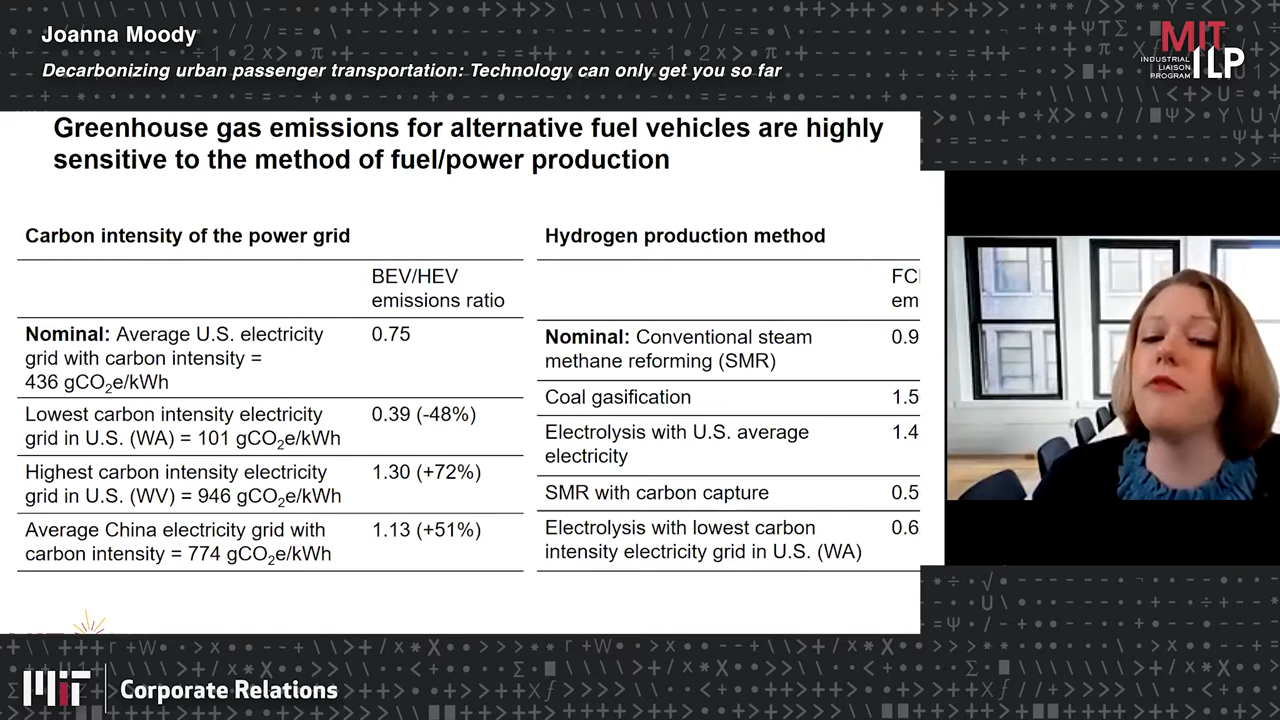 Joanna Moody
Decarbonizing urban passenger transportation: Technology can only get you so far
MIT
INDUSTRIAL
LIAISON
PROGRAM
ILP
Greenhouse gas emissions for alternative fuel vehicles are highly
sensitive to the method of fuel/power production
Carbon intensity of the power grid
BEV/HEV
emissions ratio
Nominal: Average U.S. electricity
grid with carbon intensity =
436 gCO₂e/kWh
0.75
Lowest carbon intensity electricity
grid in U.S. (WA) = 101 gCO₂e/kWh
0.39 (-48%)
Highest carbon intensity electricity
grid in U.S. (WV) = 946 gCO₂e/kWh
1.30 (+72%)
Average China electricity grid with
carbon intensity = 774 gCO₂e/kWh
1.13 (+51%)
Hydrogen production method
FC
em
Nominal: Conventional steam
methane reforming (SMR)
0.9
Coal gasification
1.5
Electrolysis with U.S. average
electricity
1.4
SMR with carbon capture
0.5
Electrolysis with lowest carbon
intensity electricity grid in U.S. (WA)
0.6
MIT
Corporate Relations